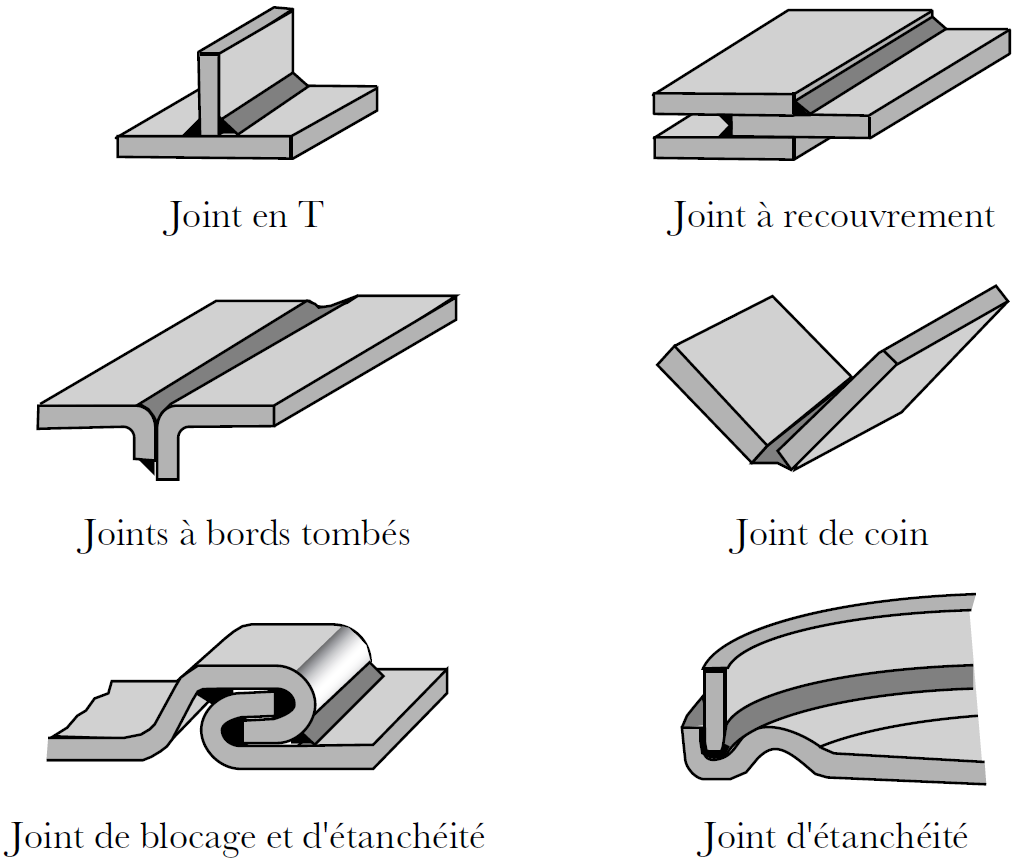 Joint en T
Joint à recouvrement
Joints à bords tombés
Joint de coin
Joint de blocage et d'étanchéité
Joint d'étanchéité